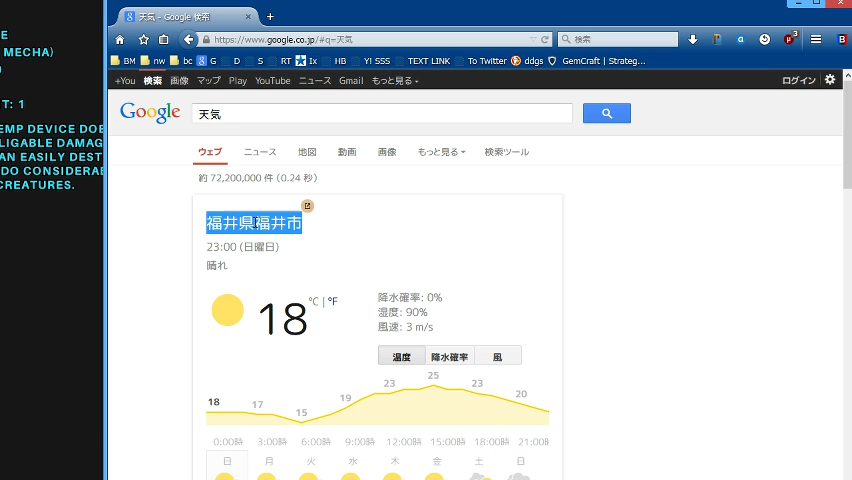 E
MECHA)
T: 1
EMP DEVICE DOE
LIGABLE DAMAG
AN EASILY DEST
DO CONSIDERAB
CREATURES.
天気 - Google 検索
https://www.google.co.jp/#q=天気
検索
BM nw bc G D S RT Ix HB Y! SSS TEXT LINK To Twitter ddgs GemCraft | Strateg...
+You 検索 画像 マップ Play YouTube ニュース Gmail もっと見る ログイン
Google 天気
ウェブ ニュース 地図 動画 画像 もっと見る 検索ツール
約 72,200,000 件 (0.24 秒)
福井県福井市
23:00 (日曜日)
晴れ
18 °C | °F
降水確率: 0%
湿度: 90%
風速: 3 m/s
温度 降水確率 風
18 17 15 19 23 25 23 20
0:00時 3:00時 6:00時 9:00時 12:00時 15:00時 18:00時 21:00時
日 月 火 水 木 金 土 日